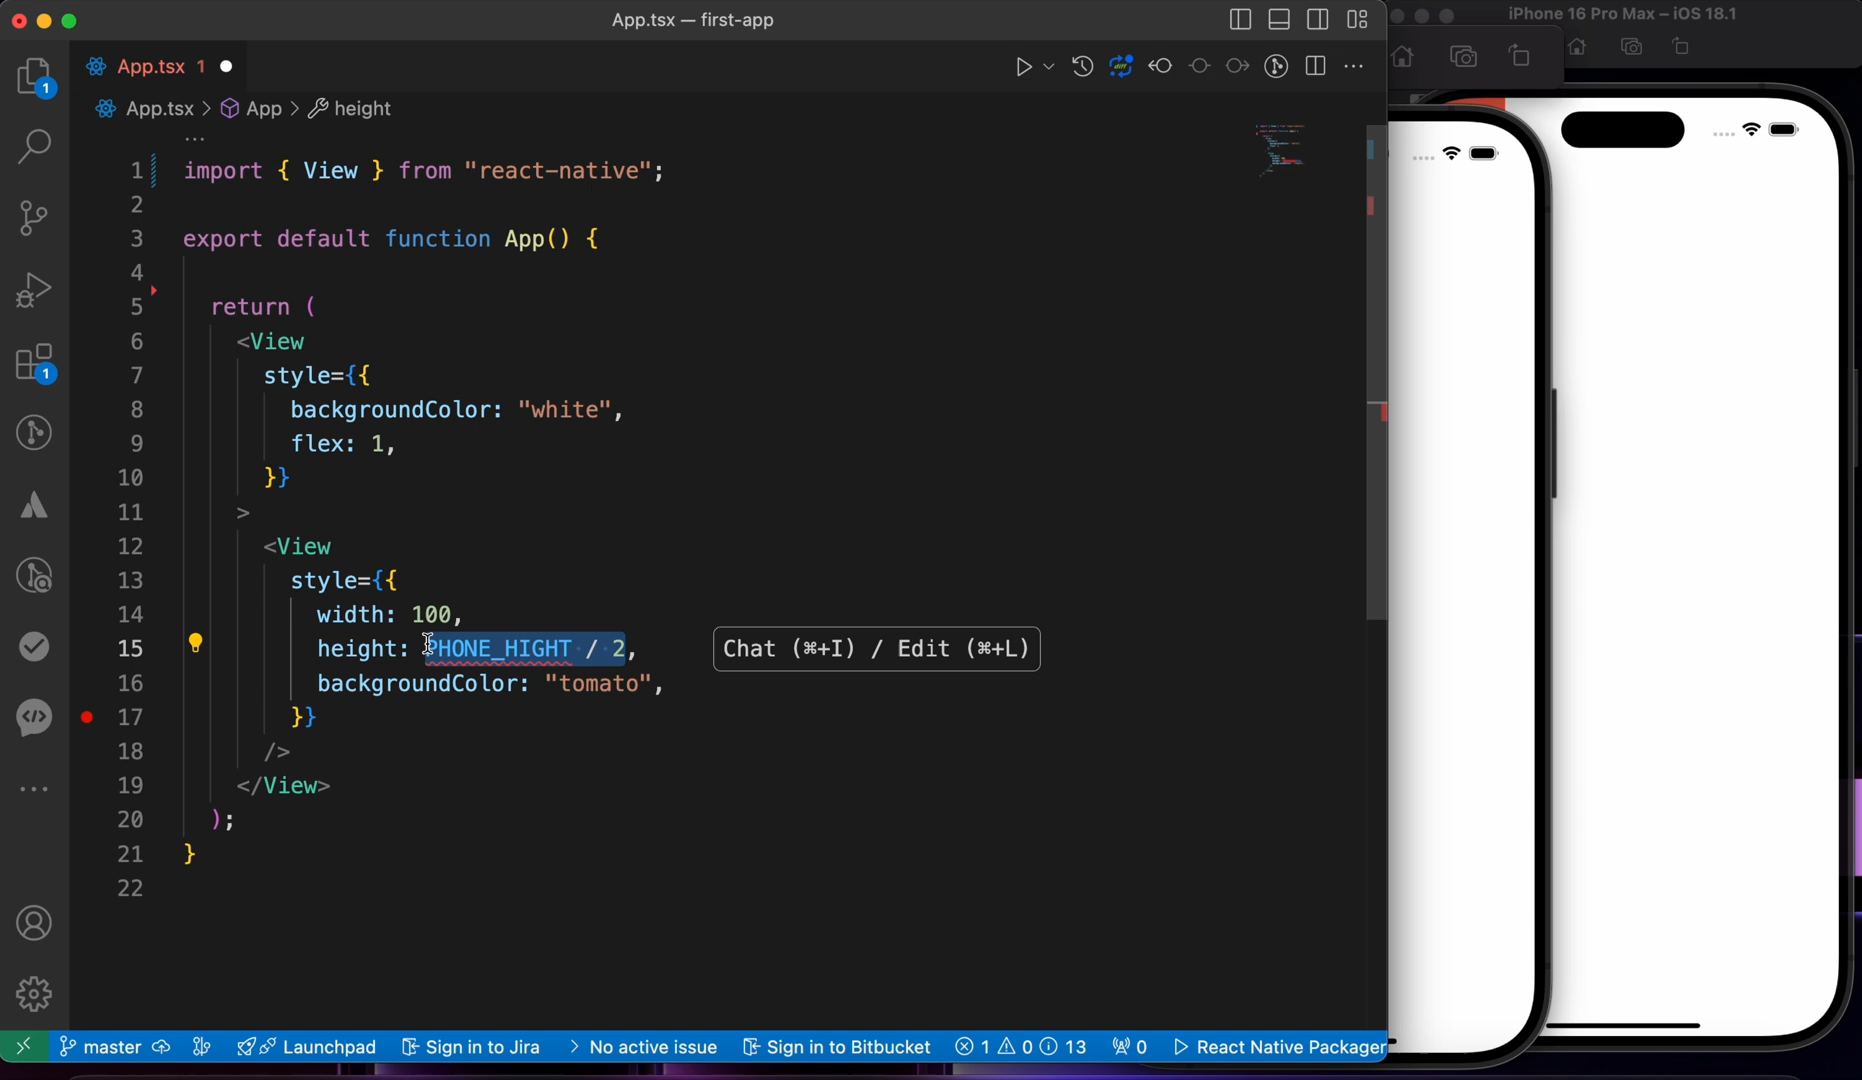 App.tsx — first-app
iPhone 16 Pro Max – iOS 18.1
App.tsx 1
App.tsx > App > height
...
1 import { View } from "react-native";
2
3 export default function App() {
4
5 return (
6 <View
7 style={{
8 backgroundColor: "white",
9 flex: 1,
10 }}
11 >
12 <View
13 style={{
14 width: 100,
15 height: PHONE_HIGHT / 2,
Chat (⌘+I) / Edit (⌘+L)
16 backgroundColor: "tomato",
17 }}
18 />
19 </View>
20 );
21 }
22
1
1
master Launchpad Sign in to Jira > No active issue Sign in to Bitbucket 1 0 13 0 React Native Packager